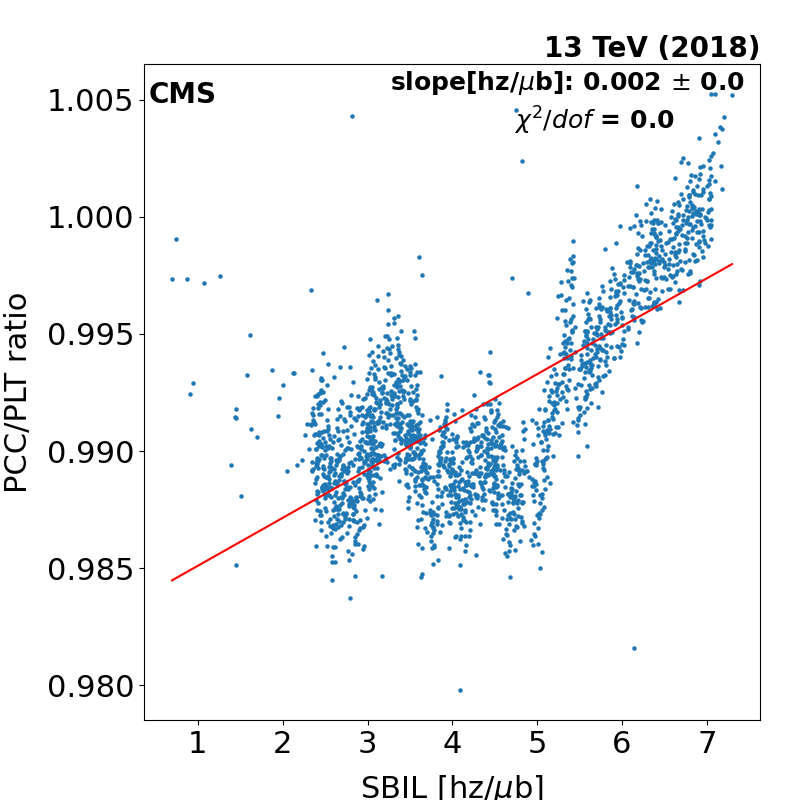 13 TeV (2018)
CMS
slope[hz/μb]: 0.002 ± 0.0
χ²/dof = 0.0
1.005
1.000
0.995
0.990
0.985
0.980
PCC/PLT ratio
1 2 3 4 5 6 7
SBIL [hz/μb]